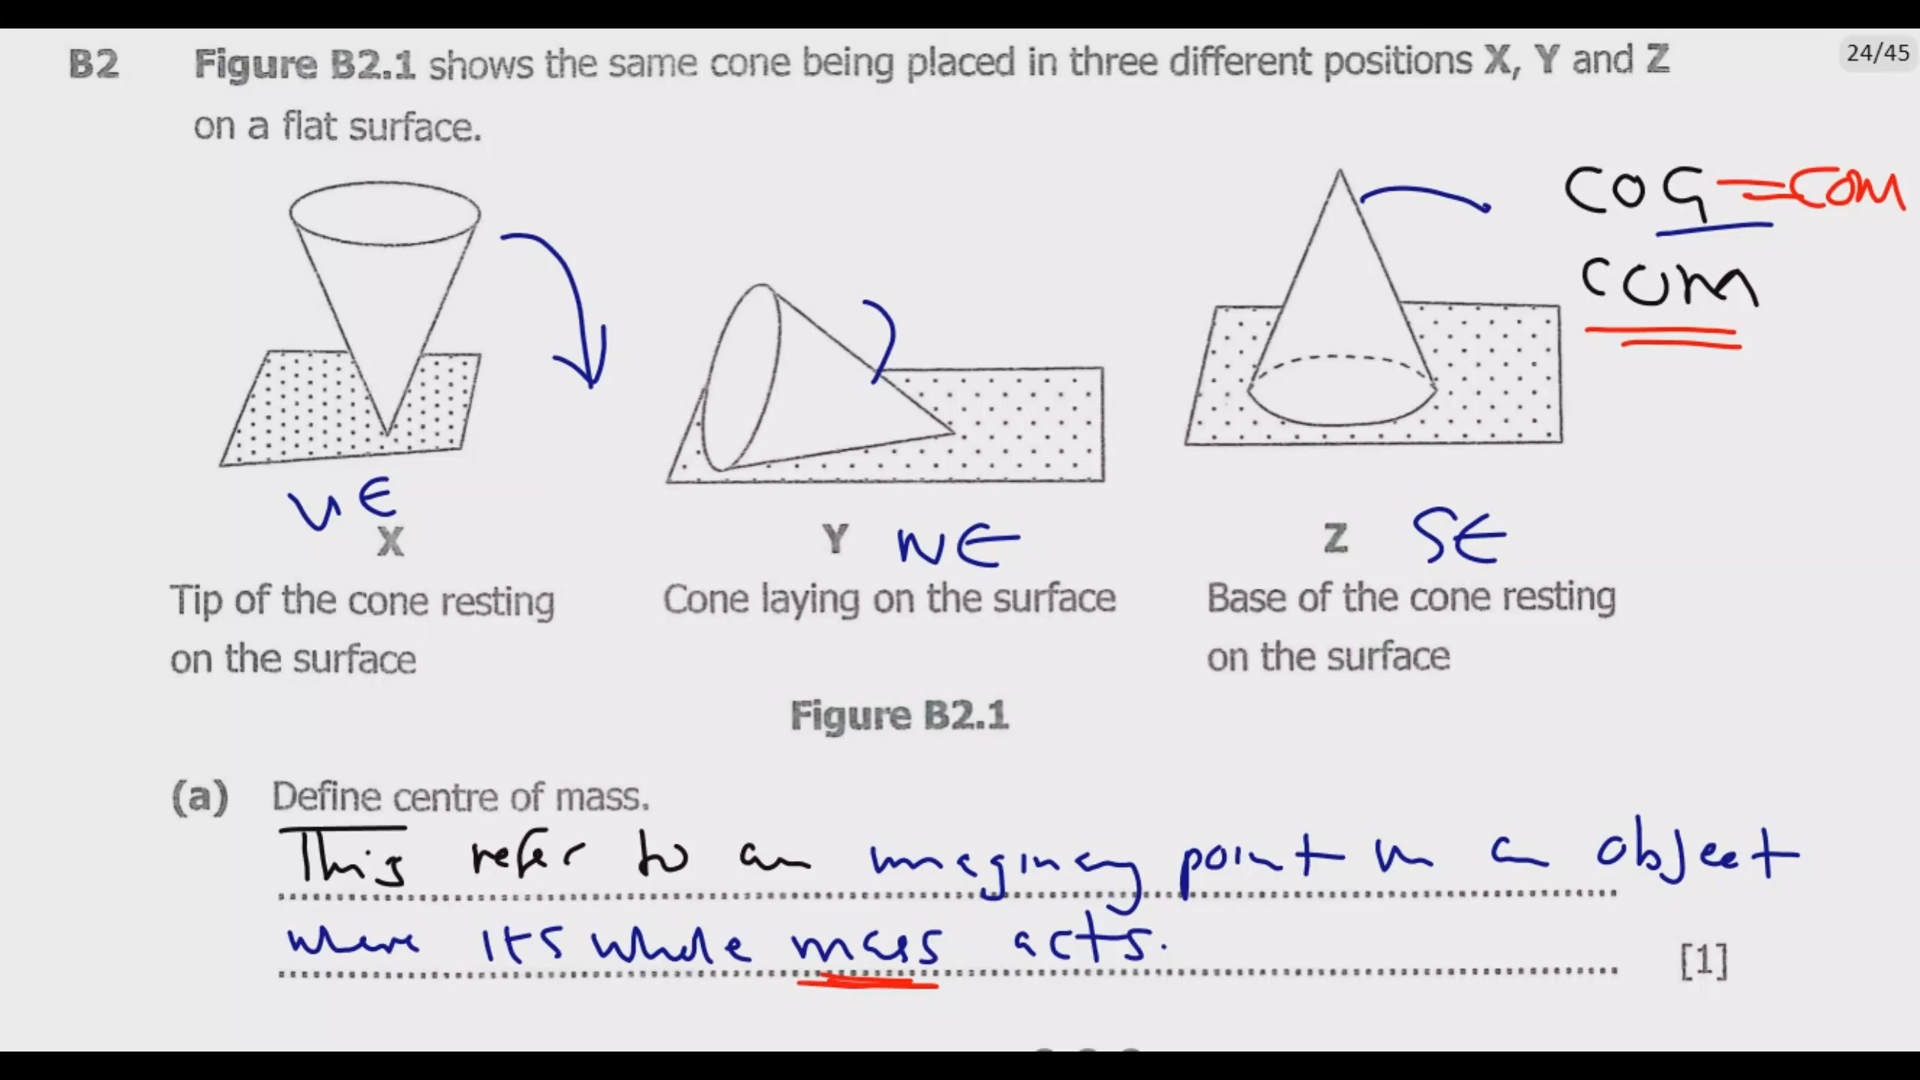 B2 Figure B2.1 shows the same cone being placed in three different positions X, Y and Z
24/45
on a flat surface.
COG =COM
COM
UE
X
Y NE
Z SE
Tip of the cone resting
on the surface
Cone laying on the surface
Base of the cone resting
on the surface
Figure B2.1
(a) Define centre of mass.
This refer to an imaginary point in an object
where its whole mass acts.
[1]